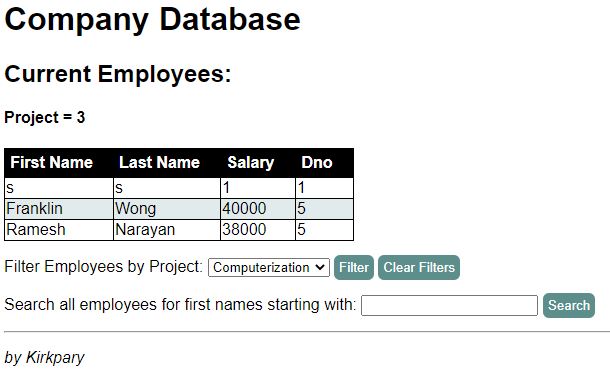 Company Database
Current Employees:
Project = 3
First Name Last Name Salary Dno
s s 1 1
Franklin Wong 40000 5
Ramesh Narayan 38000 5
Filter Employees by Project: Computerization Filter Clear Filters
Search all employees for first names starting with: Search
by Kirkpary